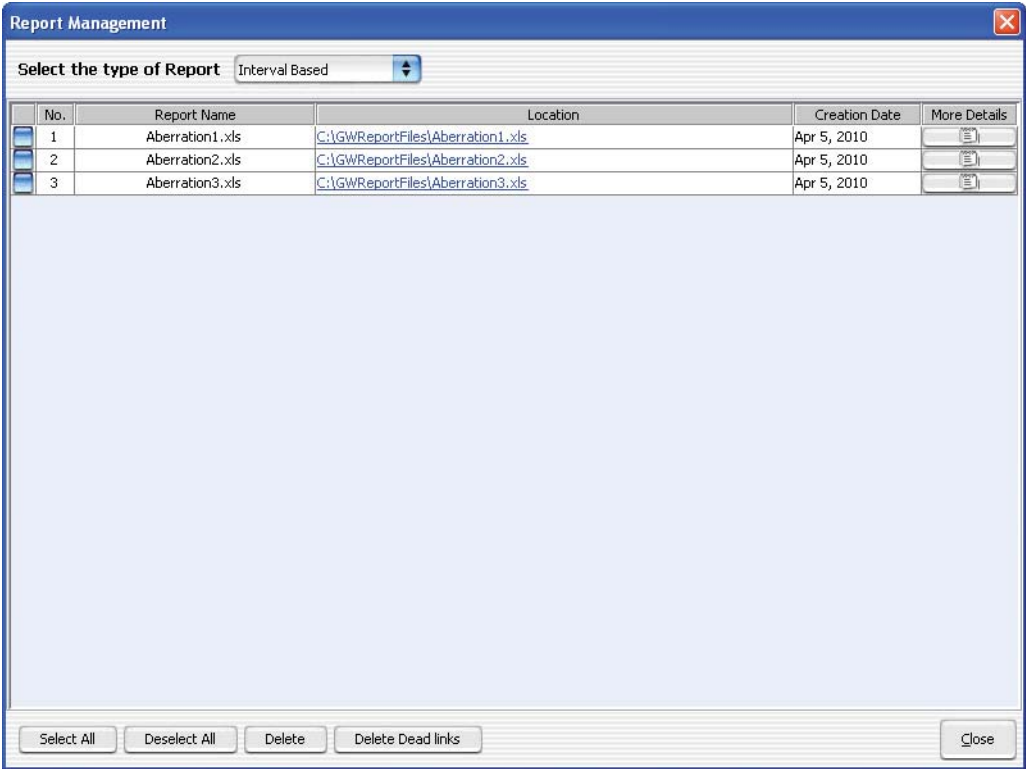 Report Management
Select the type of Report Interval Based
No. Report Name Location Creation Date More Details
1 Aberration1.xls C:\GWReportFiles\Aberration1.xls Apr 5, 2010
2 Aberration2.xls C:\GWReportFiles\Aberration2.xls Apr 5, 2010
3 Aberration3.xls C:\GWReportFiles\Aberration3.xls Apr 5, 2010
Select All Deselect All Delete Delete Dead links Close